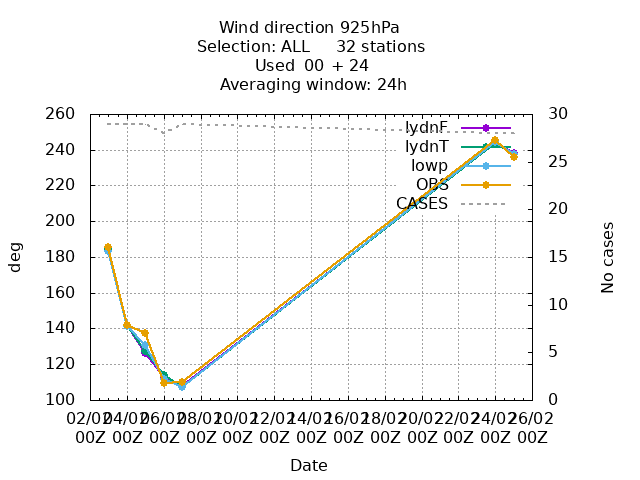 Wind direction 925hPa
Selection: ALL 32 stations
Used 00 + 24
Averaging window: 24h
260 30
lydnF
lydnT
lowp
OBS
CASES
240
220
200
180
160
140
120
100
25
20
15
10
5
0
deg
No cases
02/02 04/02 06/02 08/02 10/02 12/02 14/02 16/02 18/02 20/02 22/02 24/02 26/02
00Z 00Z 00Z 00Z 00Z 00Z 00Z 00Z 00Z 00Z 00Z 00Z 00Z
Date